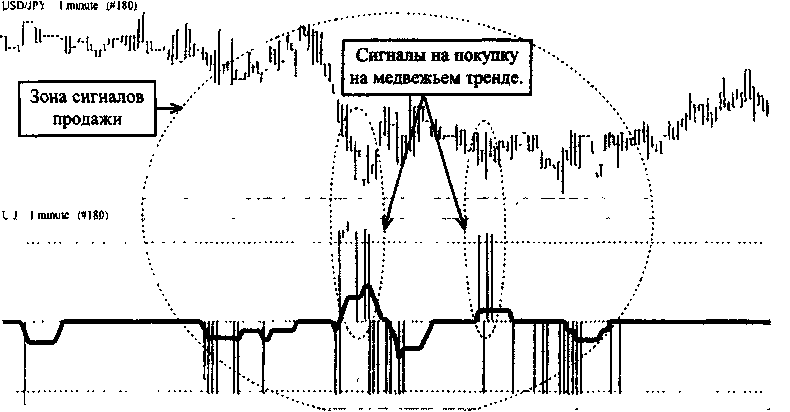 USD/JPY 1 minute (#180)
Сигналы на покупку
на медвежьем тренде.
Зона сигналов
продажи
1 minute (#180)